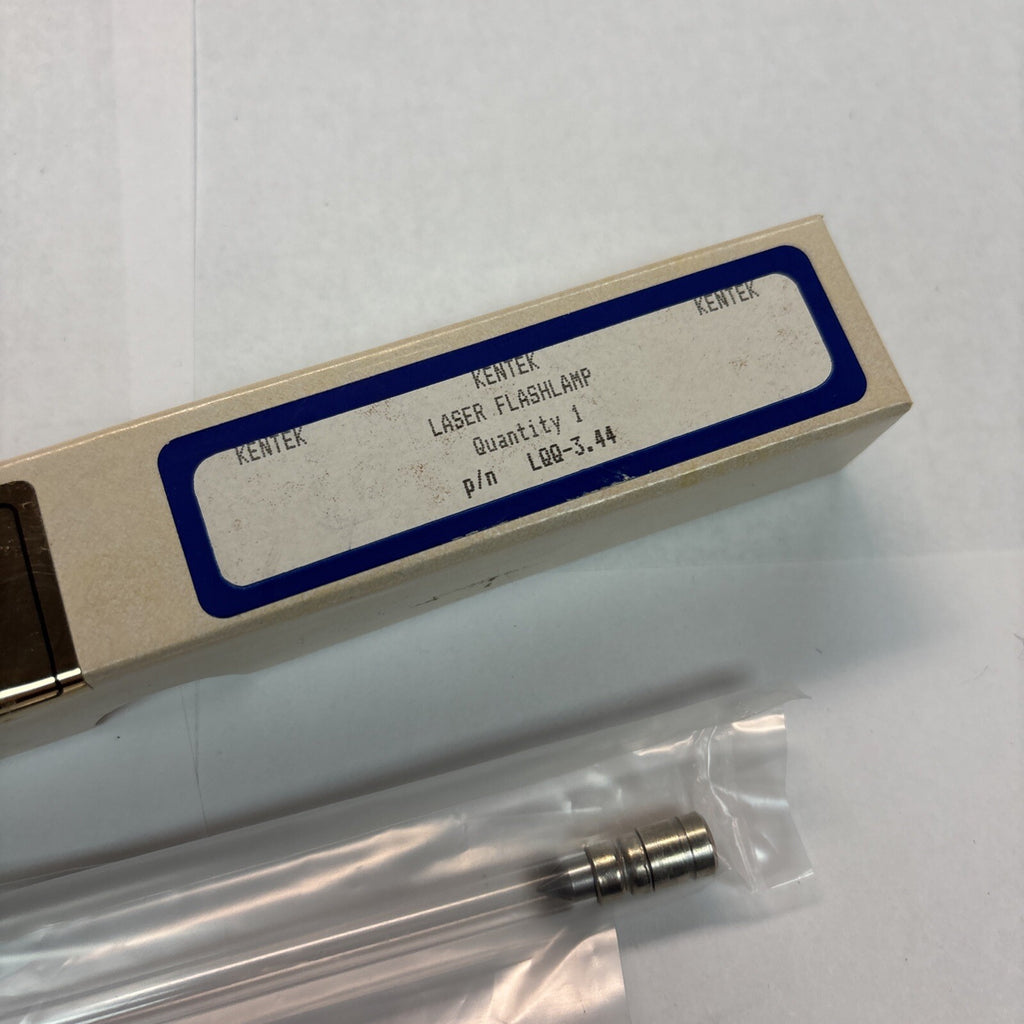 KENTEK
KENTEK
KENTEK
LASER FLASHLAMP
Quantity 1
p/n LQQ-3.44